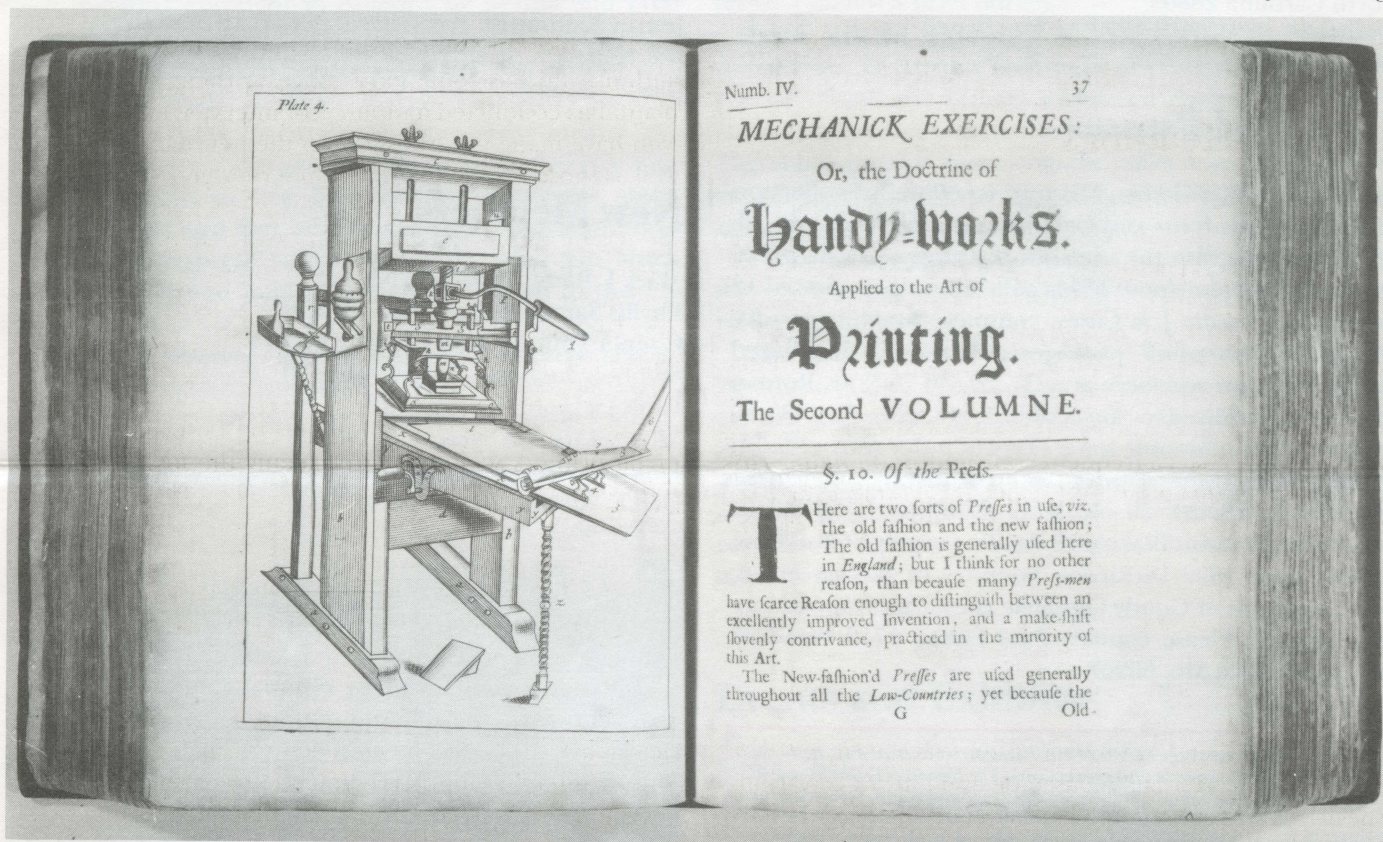 Plate 4.
Numb. IV. 37
MECHANICK EXERCISES:
Or, the Doctrine of
Handy-works.
Applied to the Art of
Printing.
The Second VOLUMNE.
§. 10. Of the Preſs.
THere are two ſorts of Preſſes in uſe, viz.
the old faſhion and the new faſhion;
The old faſhion is generally uſed here
in England; but I think for no other
reaſon, than becauſe many Preſs-men
have ſcarce Reaſon enough to diſtinguiſh between an
excellently improved Invention, and a make-ſhift
ſlovenly contrivance, practiced in the minority of
this Art.
The New-faſhion'd Preſſes are uſed generally
throughout all the Low-Countries; yet becauſe the
G Old